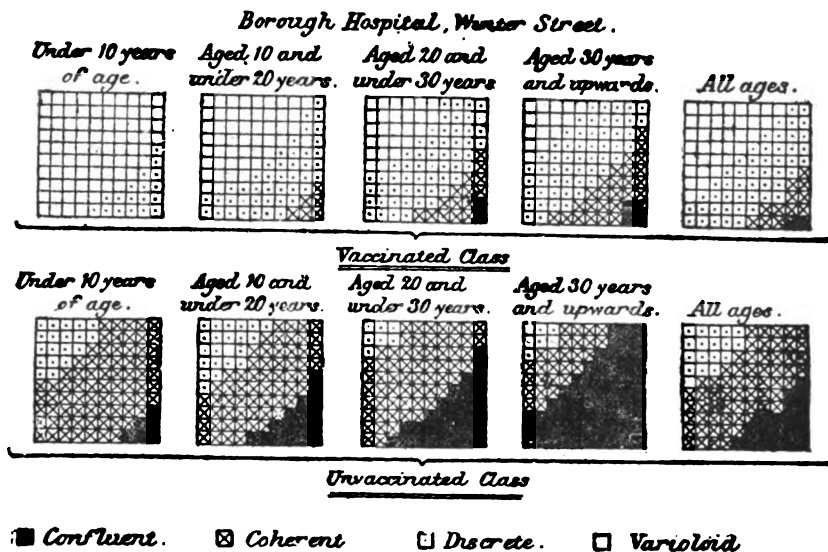 Borough Hospital, Winter Street.
Under 10 years
of age.
Aged 10 and
under 20 years.
Aged 20 and
under 30 years
Aged 30 years
and upwards.
All ages.
Vaccinated Class
Under 10 years
of age.
Aged 10 and
under 20 years.
Aged 20 and
under 30 years.
Aged 30 years
and upwards.
All ages.
Unvaccinated Class
Confluent. Coherent Discrete. Varioloid